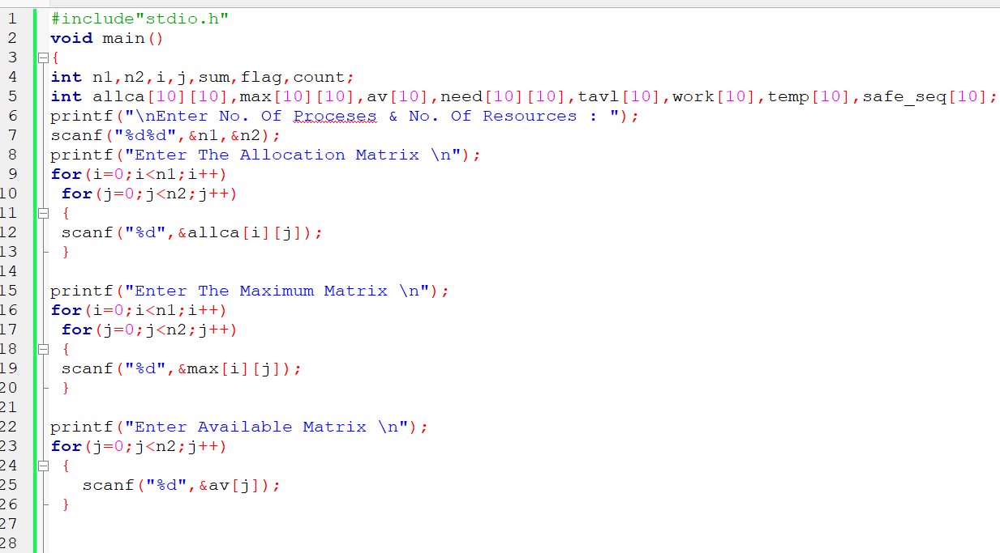 1 #include"stdio.h"
2 void main()
3 {
4 int n1,n2,i,j,sum,flag,count;
5 int allca[10][10],max[10][10],av[10],need[10][10],tavl[10],work[10],temp[10],safe_seq[10];
6 printf("\nEnter No. Of Proceses & No. Of Resources : ");
7 scanf("%d%d",&n1,&n2);
8 printf("Enter The Allocation Matrix \n");
9 for(i=0;i<n1;i++)
10 for(j=0;j<n2;j++)
11 {
12 scanf("%d",&allca[i][j]);
13 }
14
15 printf("Enter The Maximum Matrix \n");
16 for(i=0;i<n1;i++)
17 for(j=0;j<n2;j++)
18 {
19 scanf("%d",&max[i][j]);
20 }
21
22 printf("Enter Available Matrix \n");
23 for(j=0;j<n2;j++)
24 {
25 scanf("%d",&av[j]);
26 }
27
28